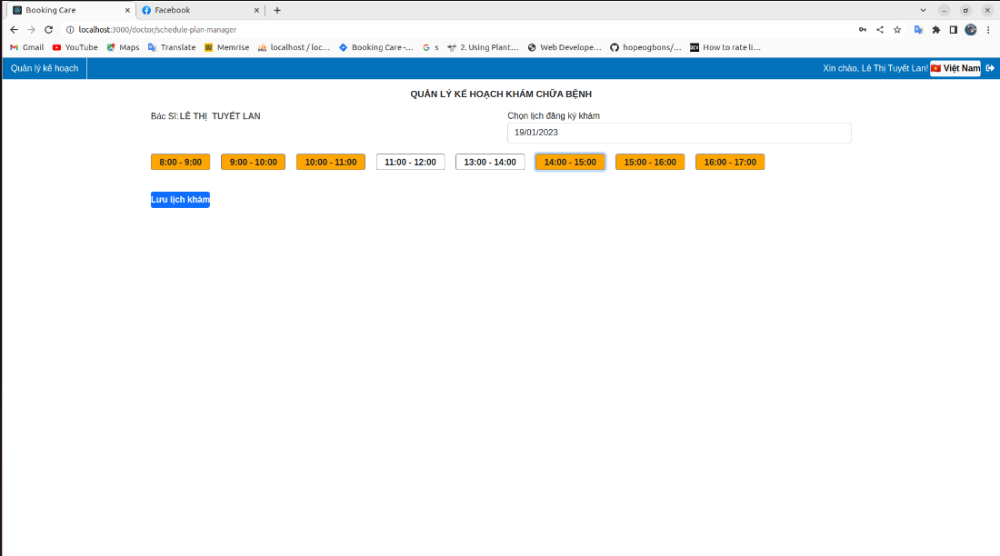 Booking Care
Facebook
localhost:3000/doctor/schedule-plan-manager
Gmail YouTube Maps Translate Memrise localhost / loc... Booking Care -... s 2. Using Plant... Web Develope... hopeogbons/... How to rate li...
Quản lý kế hoạch
Xin chào, Lê Thị Tuyết Lan! Việt Nam
QUẢN LÝ KẾ HOẠCH KHÁM CHỮA BỆNH
Bác Sĩ: LÊ THỊ TUYẾT LAN
Chọn lịch đăng ký khám
19/01/2023
8:00 - 9:00 9:00 - 10:00 10:00 - 11:00 11:00 - 12:00 13:00 - 14:00 14:00 - 15:00 15:00 - 16:00 16:00 - 17:00
Lưu lịch khám